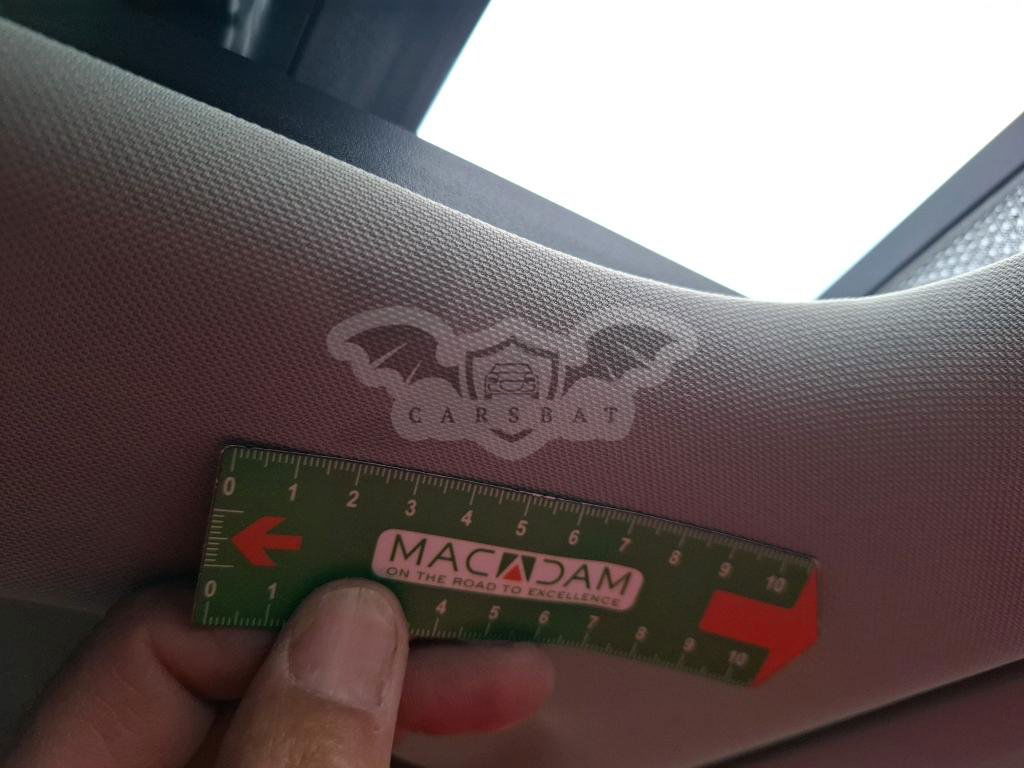 CARSBAT
0 1 2 3 4 5 6 7 8 9 10
MACADAM
ON THE ROAD TO EXCELLENCE
0 1 4 5 6 7 8 9 10